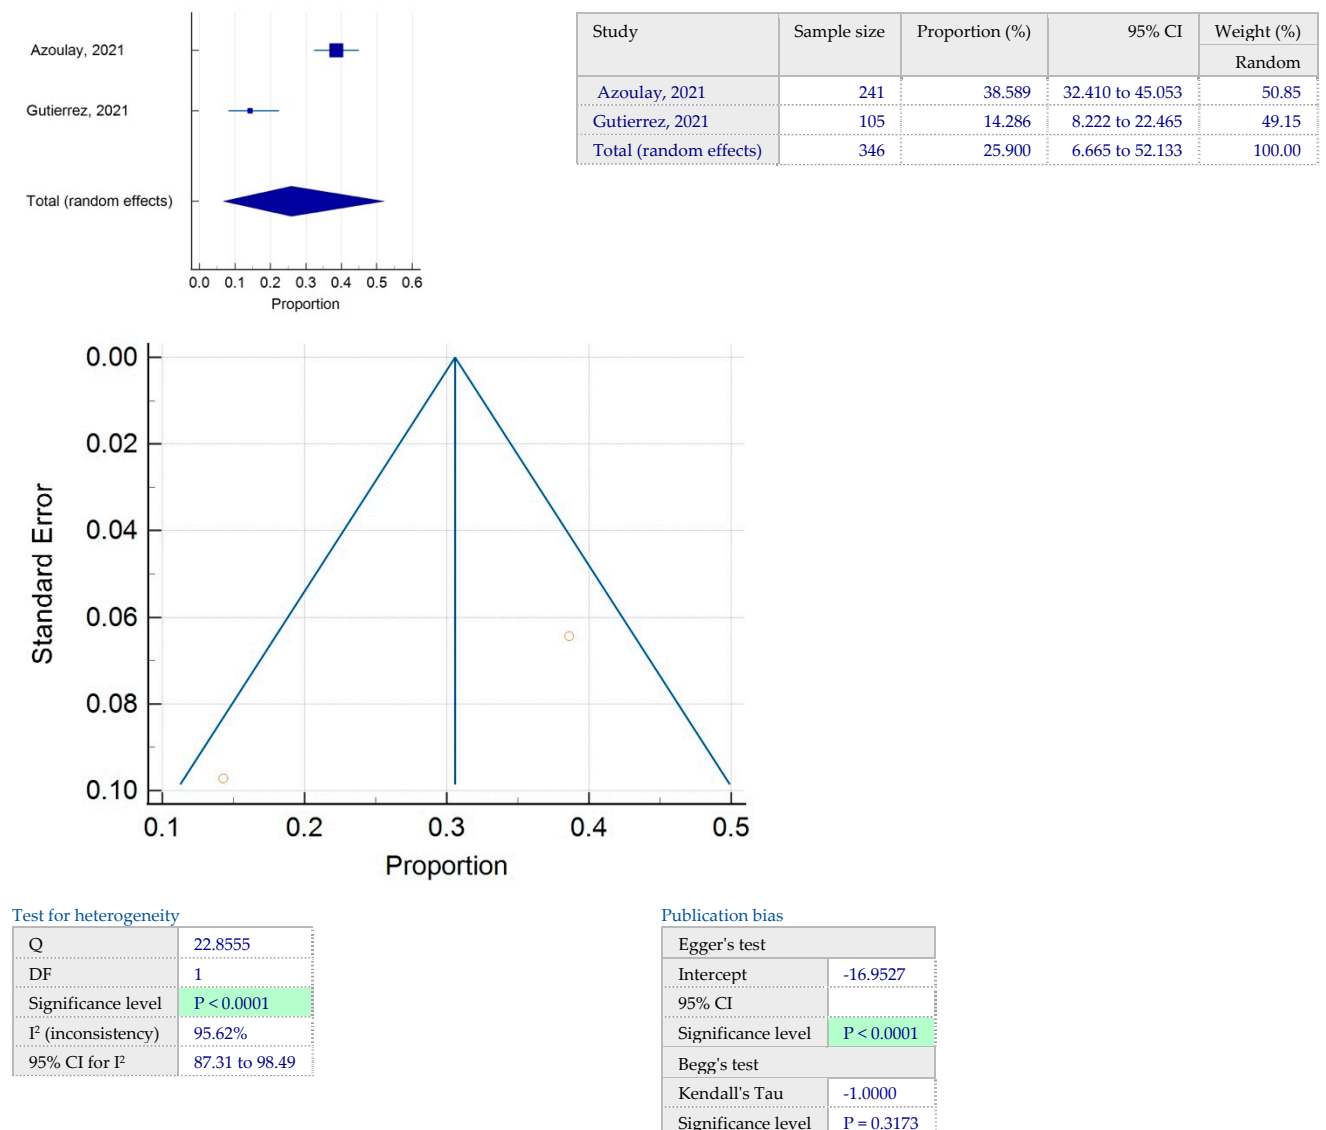 Azoulay, 2021
Gutierrez, 2021
Total (random effects)
0.0 0.1 0.2 0.3 0.4 0.5 0.6
Proportion
Study Sample size Proportion (%) 95% CI Weight (%)
Random
Azoulay, 2021 241 38.589 32.410 to 45.053 50.85
Gutierrez, 2021 105 14.286 8.222 to 22.465 49.15
Total (random effects) 346 25.900 6.665 to 52.133 100.00
Standard Error
0.00
0.02
0.04
0.06
0.08
0.10
0.1 0.2 0.3 0.4 0.5
Proportion
Test for heterogeneity
Q 22.8555
DF 1
Significance level P < 0.0001
I² (inconsistency) 95.62%
95% CI for I² 87.31 to 98.49
Publication bias
Egger's test
Intercept -16.9527
95% CI
Significance level P < 0.0001
Begg's test
Kendall's Tau -1.0000
Significance level P = 0.3173